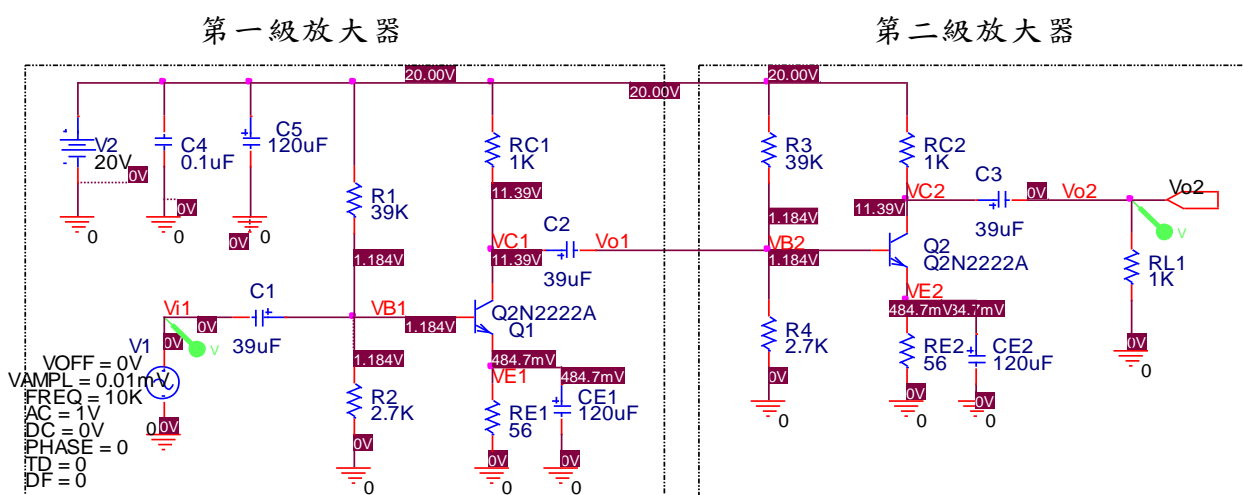 第一級放大器
第二級放大器
20.00V
20.00V
20.00V
V2
20V
0V
0
C4
0.1uF
0V
0
C5
120uF
0V
0
R1
39K
1.184V
RC1
1K
11.39V
VC1
11.39V
C2
39uF
Vo1
C1
39uF
Vi1
0V
V
0V
V1
VOFF = 0V
VAMPL = 0.01mV
FREQ = 10K
AC = 1V
DC = 0V
PHASE = 0
TD = 0
DF = 0
0V
0
VB1
1.184V
Q2N2222A
Q1
1.184V
R2
2.7K
0V
0
484.7mV
VE1
484.7mV
RE1
56
0V
0
CE1
120uF
0V
0
R3
39K
1.184V
VB2
1.184V
R4
2.7K
0V
0
RC2
1K
11.39V
VC2
C3
39uF
0V
Vo2
Vo2
V
Q2
Q2N2222A
VE2
484.7mV
RE2
56
0V
0
CE2
120uF
0V
0
RL1
1K
0V
0